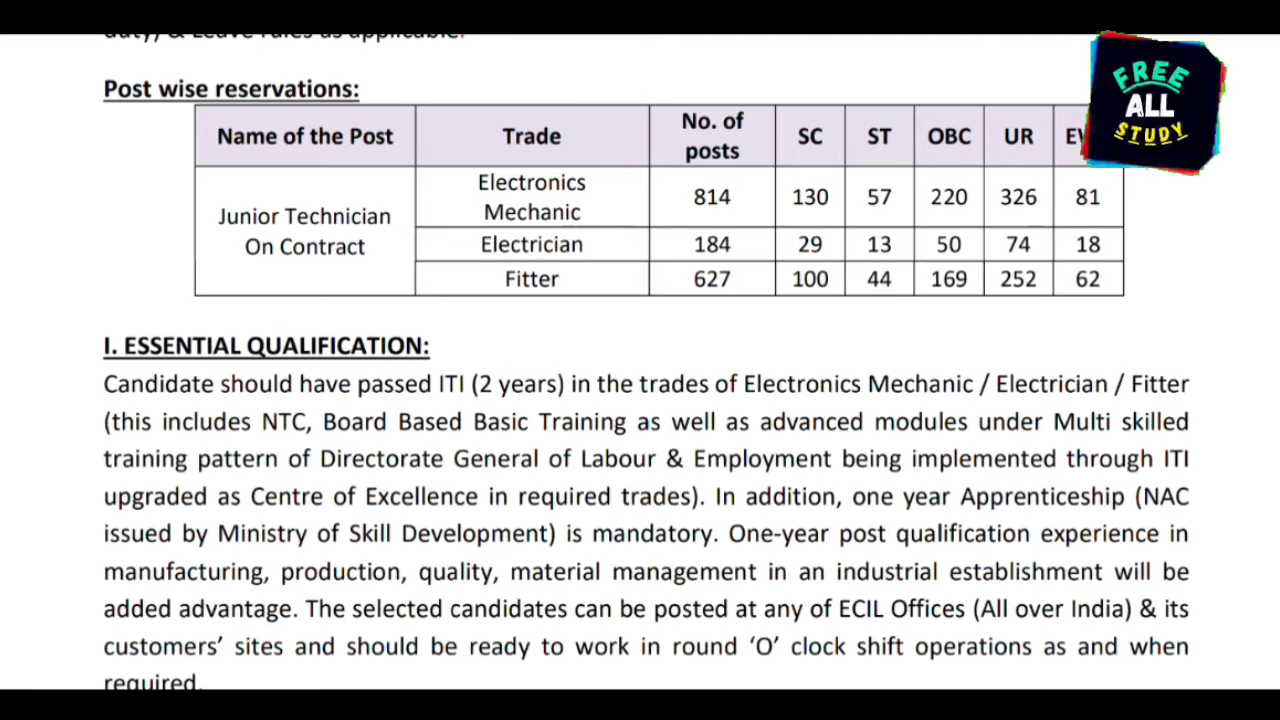 Post wise reservations:
FREE
ALL
STUDY
Name of the Post Trade No. of posts SC ST OBC UR
Junior Technician On Contract
Electronics Mechanic 814 130 57 220 326 81
Electrician 184 29 13 50 74 18
Fitter 627 100 44 169 252 62
I. ESSENTIAL QUALIFICATION:
Candidate should have passed ITI (2 years) in the trades of Electronics Mechanic / Electrician / Fitter
(this includes NTC, Board Based Basic Training as well as advanced modules under Multi skilled
training pattern of Directorate General of Labour & Employment being implemented through ITI
upgraded as Centre of Excellence in required trades). In addition, one year Apprenticeship (NAC
issued by Ministry of Skill Development) is mandatory. One-year post qualification experience in
manufacturing, production, quality, material management in an industrial establishment will be
added advantage. The selected candidates can be posted at any of ECIL Offices (All over India) & its
customers’ sites and should be ready to work in round ‘O’ clock shift operations as and when
required.